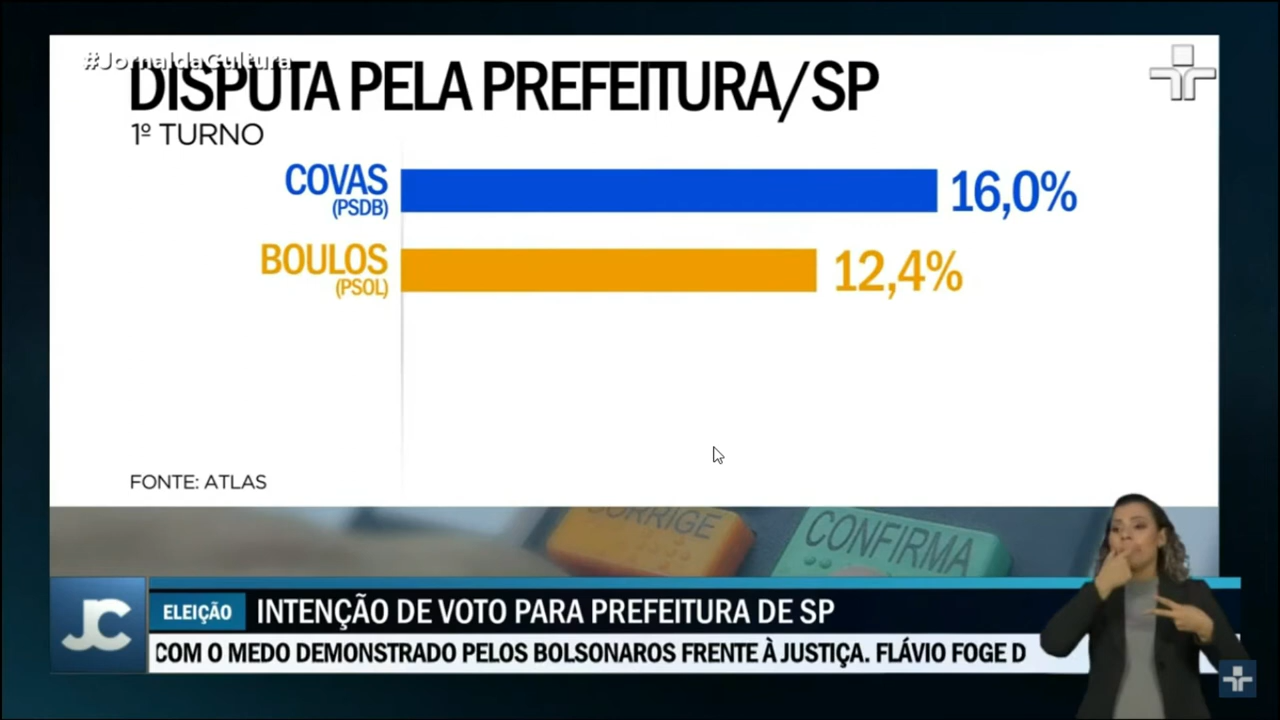 #JornaldaCultura
DISPUTA PELA PREFEITURA/SP
1º TURNO
COVAS
(PSDB)
16,0%
BOULOS
(PSOL)
12,4%
FONTE: ATLAS
CORRIGE
CONFIRMA
JC
ELEIÇÃO
INTENÇÃO DE VOTO PARA PREFEITURA DE SP
COM O MEDO DEMONSTRADO PELOS BOLSONAROS FRENTE À JUSTIÇA. FLÁVIO FOGE D